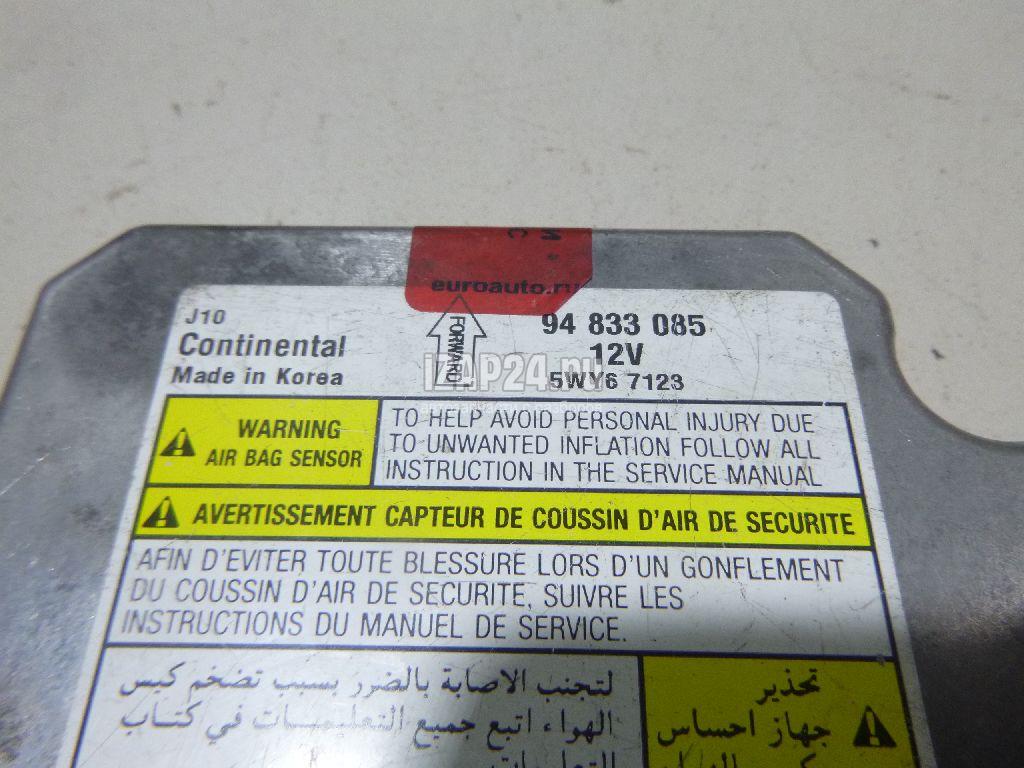 И * С
euroauto.ru
J10
Continental
Made in Korea
FORWARD
94 833 085
12V
5WY6 7123
iZAP24.ru
WARNING
AIR BAG SENSOR
TO HELP AVOID PERSONAL INJURY DUE
TO UNWANTED INFLATION FOLLOW ALL
INSTRUCTION IN THE SERVICE MANUAL
AVERTISSEMENT CAPTEUR DE COUSSIN D'AIR DE SECURITE
AFIN D'EVITER TOUTE BLESSURE LORS D'UN GONFLEMENT
DU COUSSIN D'AIR DE SECURITE, SUIVRE LES
INSTRUCTIONS DU MANUEL DE SERVICE.
تحذير
جهاز احساس
لتجنب الاصابة بالضرر بسبب تضخم كيس
الهواء اتبع جميع التعليمات في كتاب